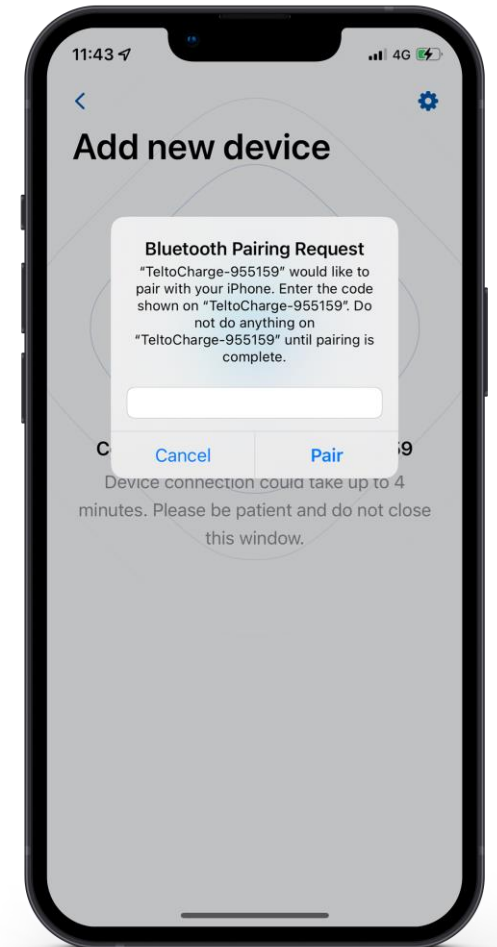 11:43
4G
Add new device
Bluetooth Pairing Request
"TeltoCharge-955159" would like to
pair with your iPhone. Enter the code
shown on "TeltoCharge-955159". Do
not do anything on
"TeltoCharge-955159" until pairing is
complete.
Cancel Pair
C 59
Device connection could take up to 4
minutes. Please be patient and do not close
this window.